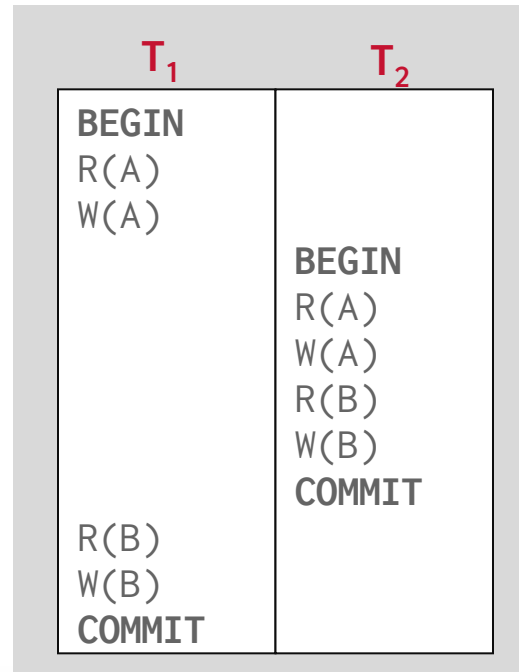 T₁ T₂
BEGIN
R(A)
W(A)
BEGIN
R(A)
W(A)
R(B)
W(B)
COMMIT
R(B)
W(B)
COMMIT